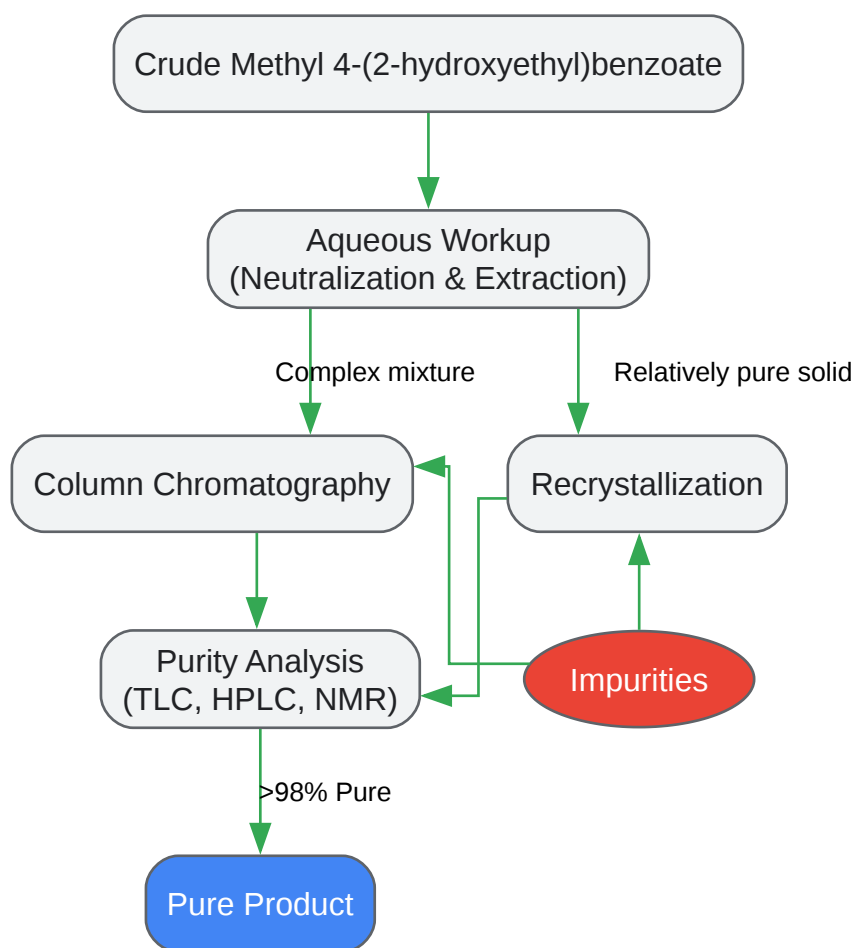 Crude Methyl 4-(2-hydroxyethyl)benzoate
Aqueous Workup
(Neutralization & Extraction)
Complex mixture
Relatively pure solid
Column Chromatography
Recrystallization
Purity Analysis
(TLC, HPLC, NMR)
Impurities
>98% Pure
Pure Product